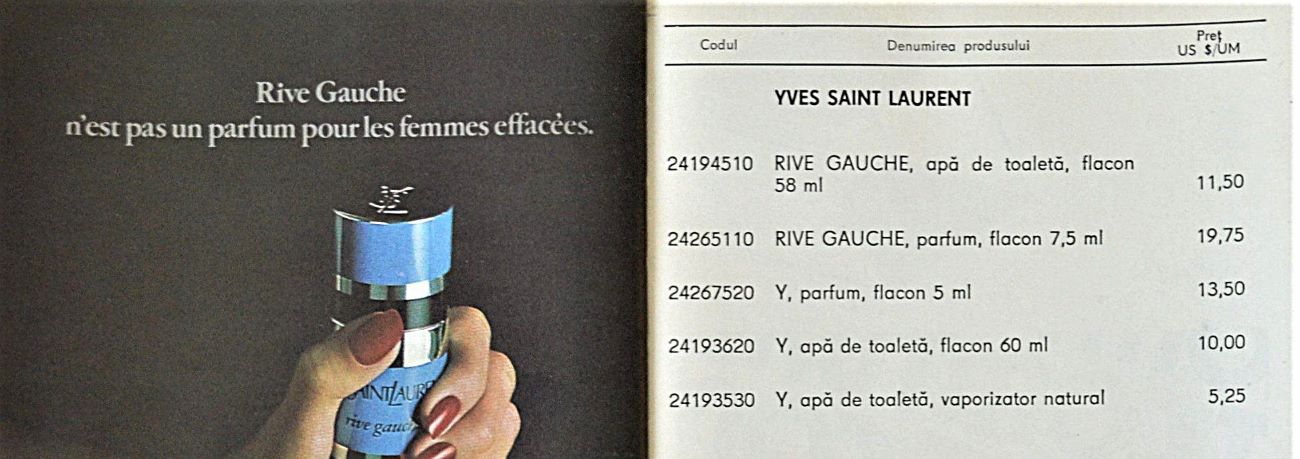 Rive Gauche
n'est pas un parfum pour les femmes effacées.
YSL
SAINT LAUR
rive gauch
Codul Denumirea produsului Preț
US $/UM
YVES SAINT LAURENT
24194510 RIVE GAUCHE, apă de toaletă, flacon
58 ml 11,50
24265110 RIVE GAUCHE, parfum, flacon 7,5 ml 19,75
24267520 Y, parfum, flacon 5 ml 13,50
24193620 Y, apă de toaletă, flacon 60 ml 10,00
24193530 Y, apă de toaletă, vaporizator natural 5,25